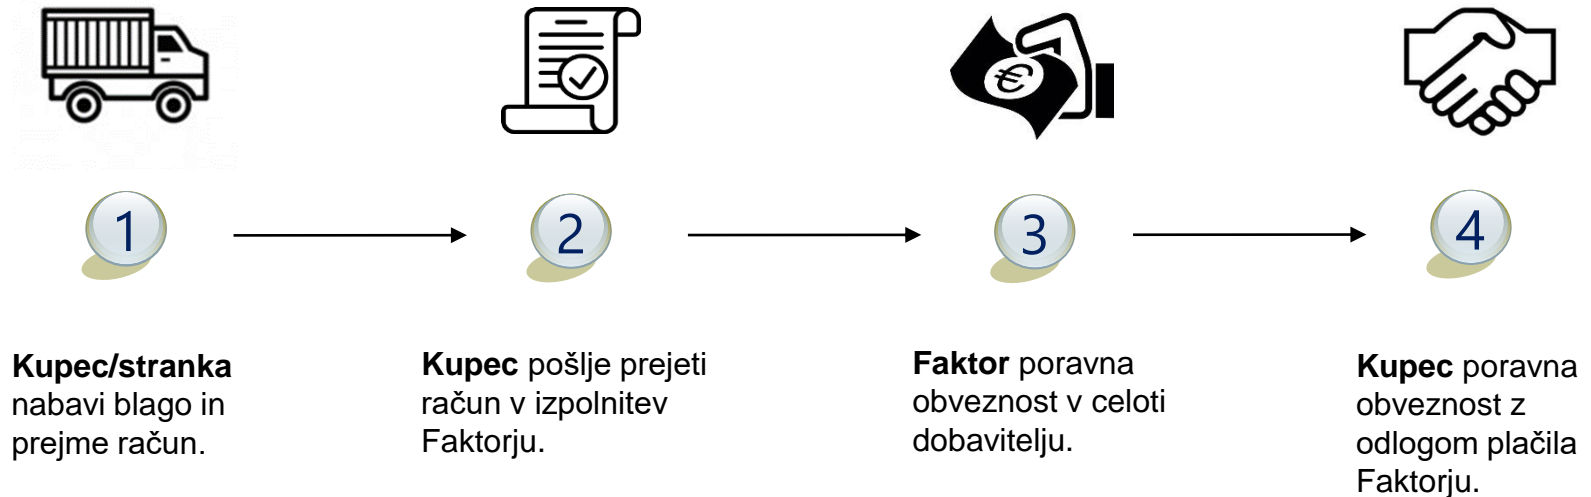 €
1
2
3
4
Kupec/stranka
nabavi blago in
prejme račun.
Kupec pošlje prejeti
račun v izpolnitev
Faktorju.
Faktor poravna
obveznost v celoti
dobavitelju.
Kupec poravna
obveznost z
odlogom plačila
Faktorju.